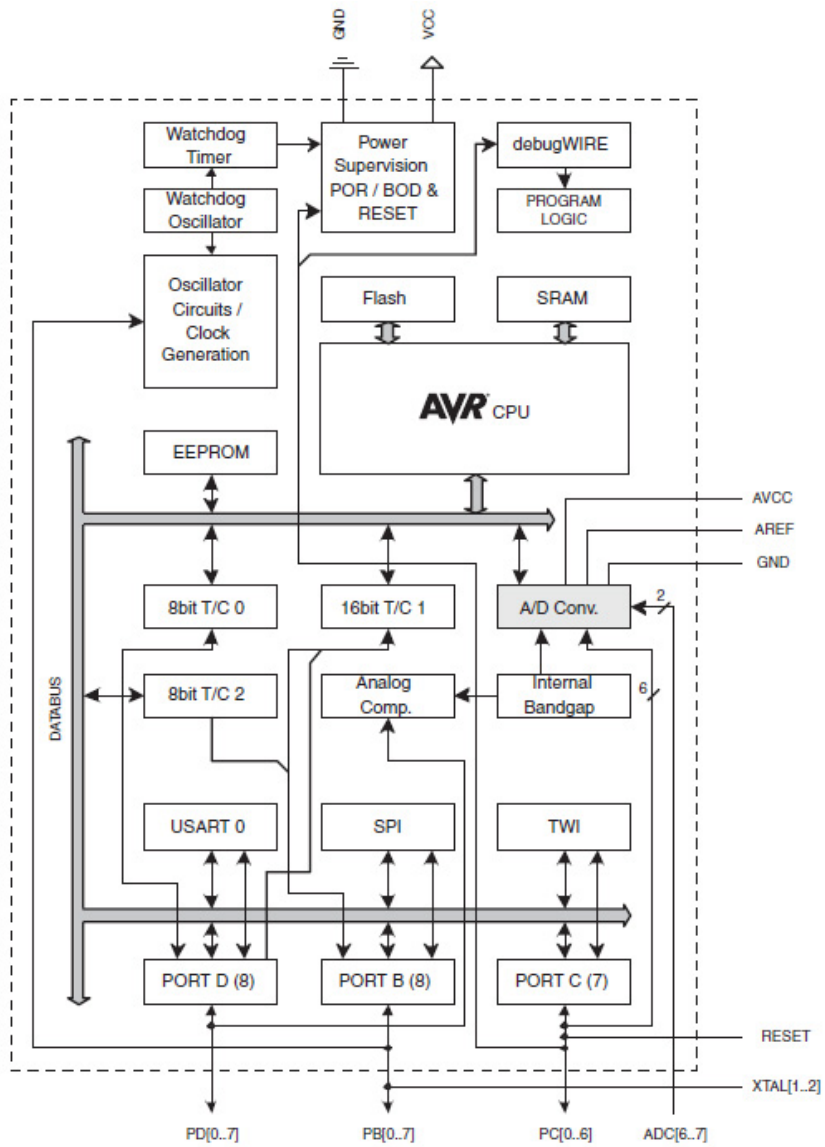 GND
VCC
Watchdog
Timer
Power
Supervision
POR / BOD &
RESET
debugWIRE
Watchdog
Oscillator
PROGRAM
LOGIC
Oscillator
Circuits /
Clock
Generation
Flash
SRAM
AVR CPU
EEPROM
AVCC
AREF
GND
8bit T/C 0
16bit T/C 1
A/D Conv.
2
8bit T/C 2
Analog
Comp.
Internal
Bandgap
6
DATABUS
USART 0
SPI
TWI
PORT D (8)
PORT B (8)
PORT C (7)
RESET
XTAL[1..2]
PD[0..7]
PB[0..7]
PC[0..6]
ADC[6..7]